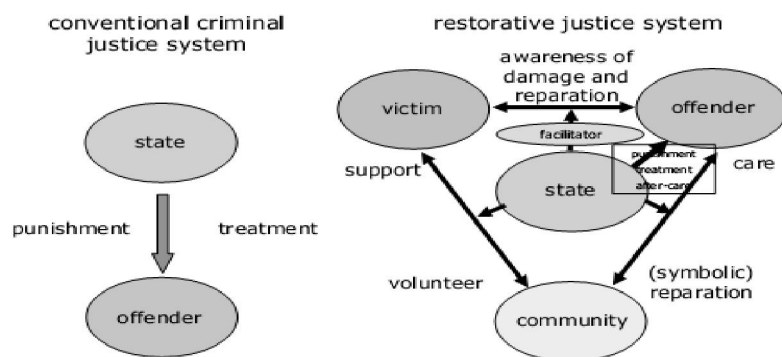 conventional criminal
justice system
state
punishment treatment
offender
restorative justice system
awareness of
damage and
reparation
victim
offender
facilitator
punishment
treatment
after-care
care
support
state
volunteer
(symbolic)
reparation
community